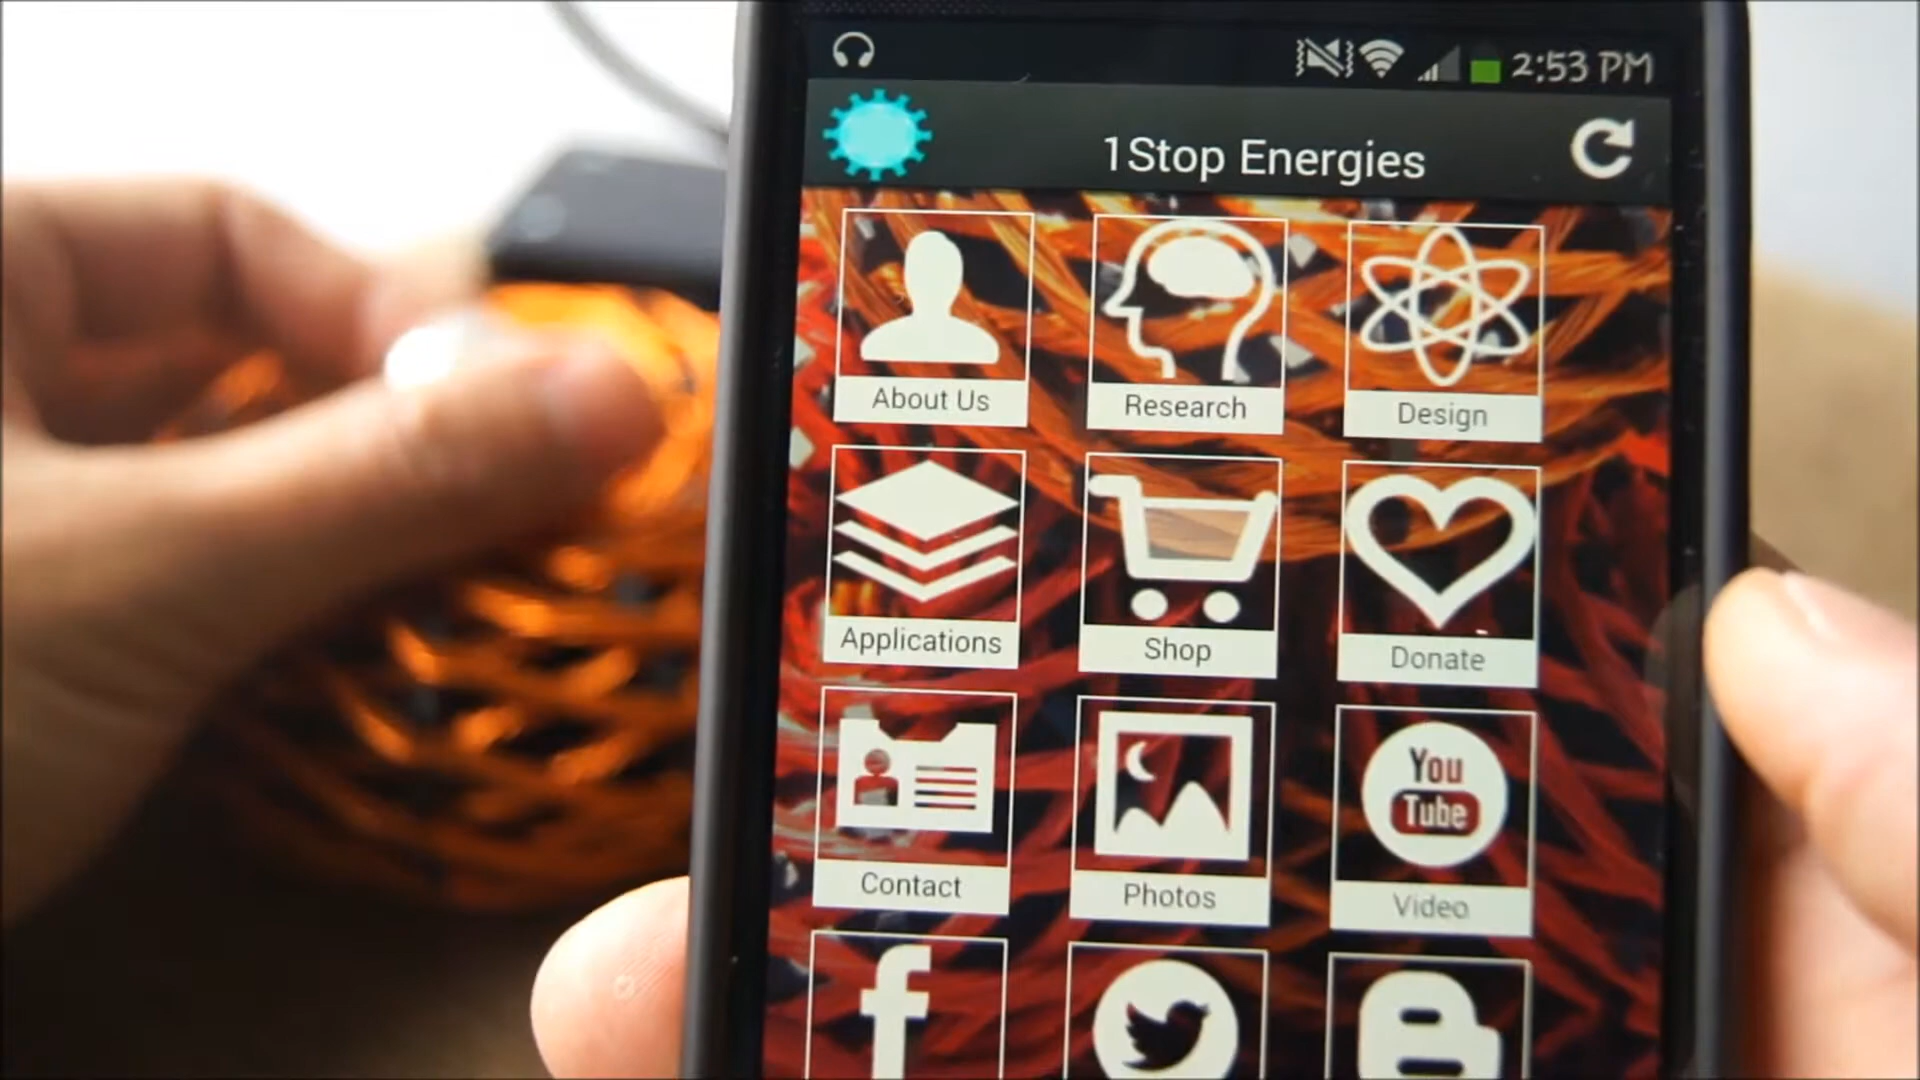 2:53 PM
1Stop Energies
About Us
Research
Design
Applications
Shop
Donate
Contact
Photos
You
Tube
Video